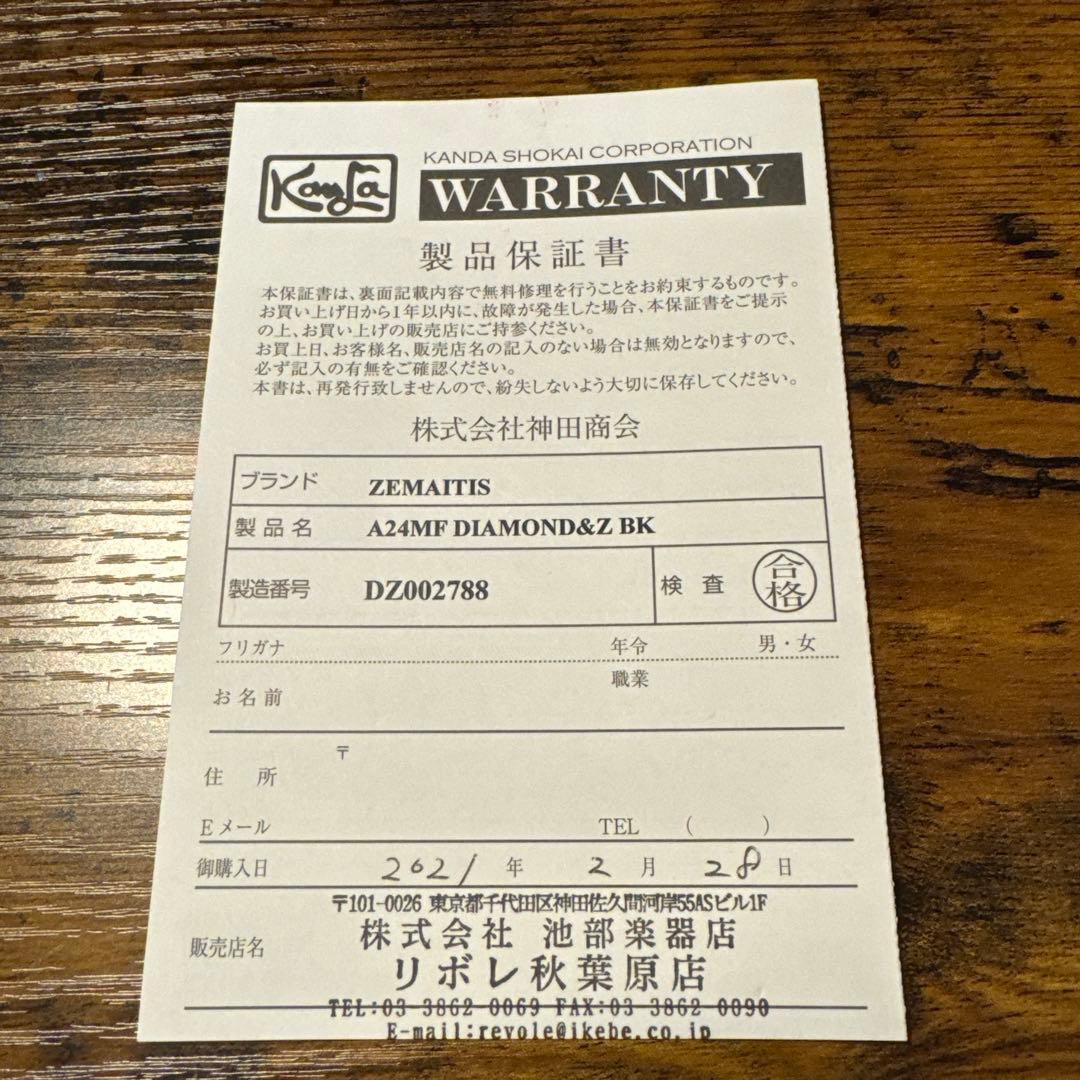 Kanda
KANDA SHOKAI CORPORATION
WARRANTY
製品保証書
本保証書は、裏面記載内容で無料修理を行うことをお約束するものです。
お買い上げ日から1年以内に、故障が発生した場合、本保証書をご提示
の上、お買い上げの販売店にご持参ください。
お買上日、お客様名、販売店名の記入のない場合は無効となりますので、
必ず記入の有無をご確認ください。
本書は、再発行致しませんので、紛失しないよう大切に保存してください。
株式会社神田商会
ブランド ZEMAITIS
製品名 A24MF DIAMOND&Z BK
製造番号 DZ002788 検査 合格
フリガナ 年令 男・女
職業
お名前
〒
住所
Eメール TEL ( )
御購入日 2021年 2月 28日
〒101-0026 東京都千代田区神田佐久間河岸55ASビル1F
株式会社 池部楽器店
販売店名
リボレ秋葉原店
TEL:03 3862 0069 FAX:03 3862 0090
E-mail:revole@ikebe.co.jp